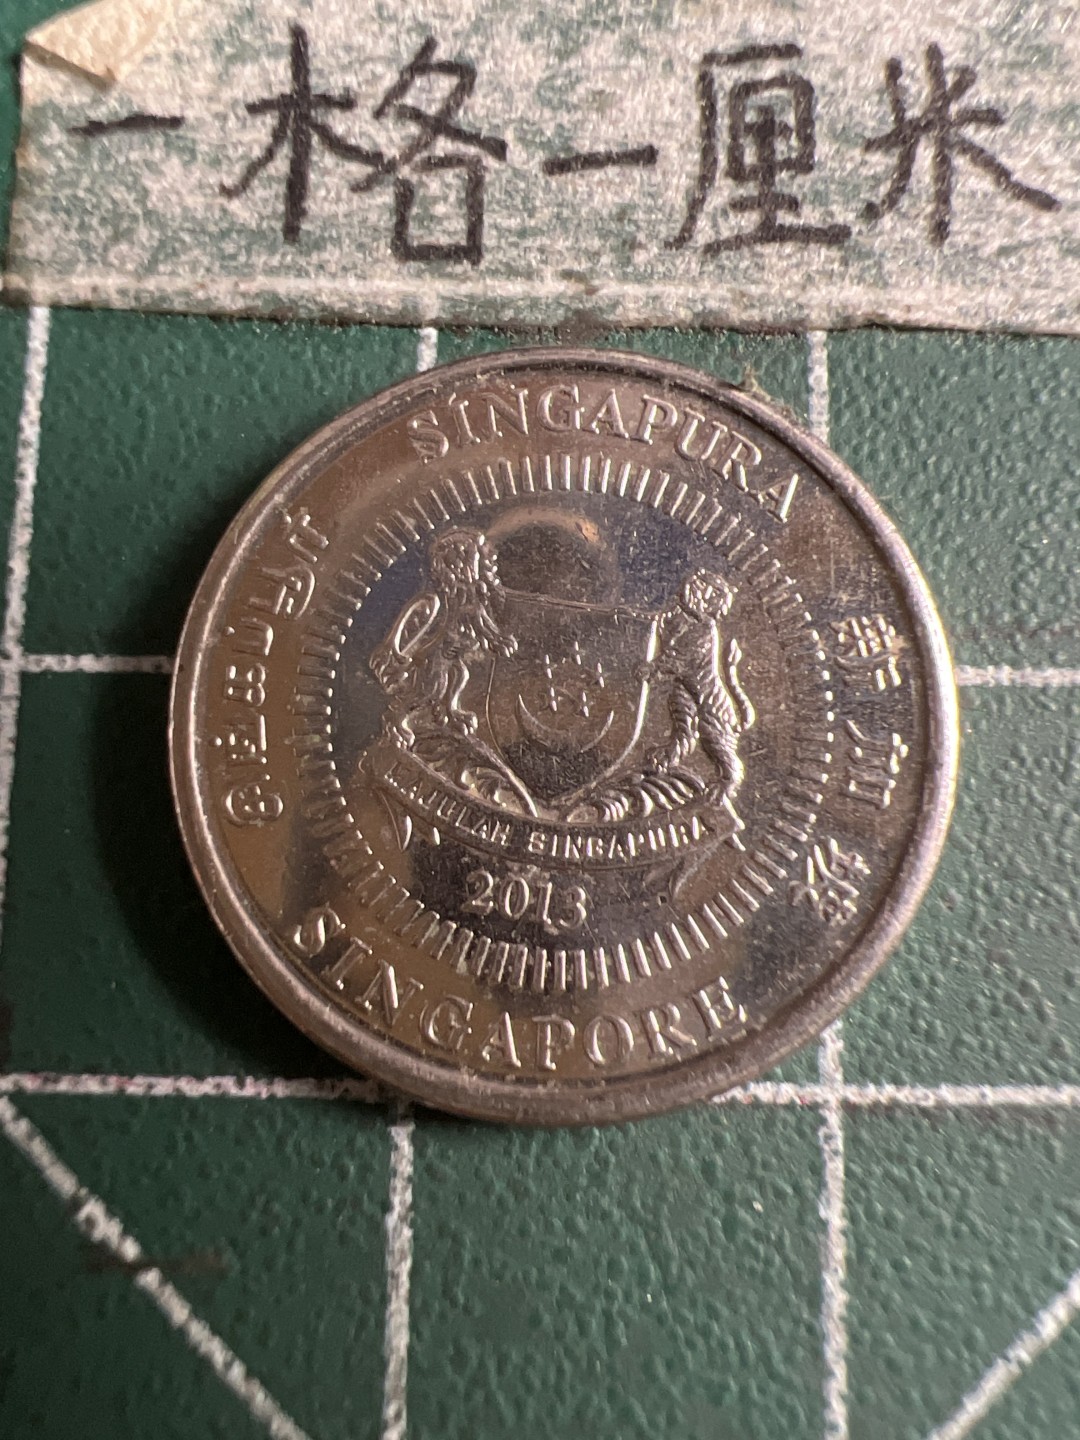 一格一厘米
SINGAPURA
சிங்கப்பூர்
新加坡
MAJULAH SINGAPURA
2013
SINGAPORE